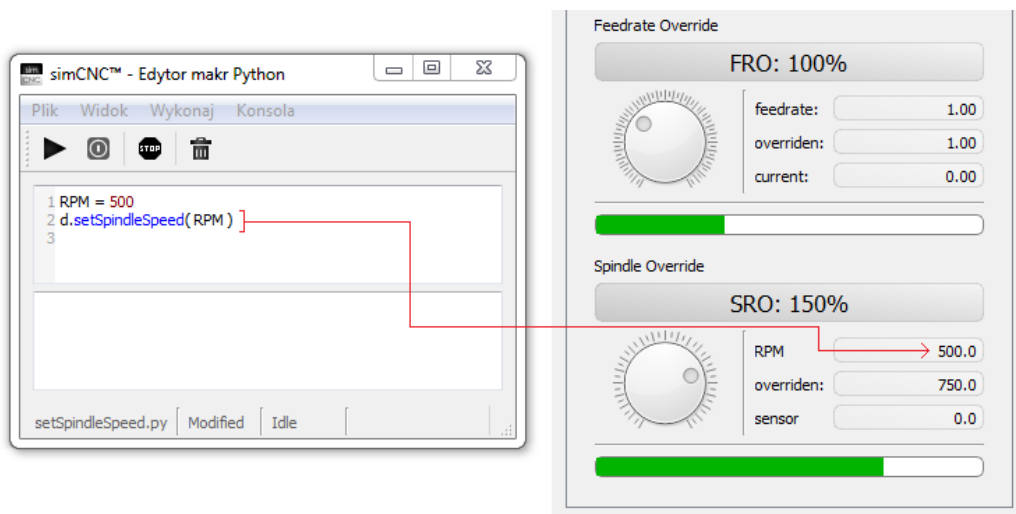 simCNC™ - Edytor makr Python
Plik Widok Wykonaj Konsola
STOP
1 RPM = 500
2 d.setSpindleSpeed(RPM)
3
setSpindleSpeed.py Modified Idle
Feedrate Override
FRO: 100%
feedrate: 1.00
overriden: 1.00
current: 0.00
Spindle Override
SRO: 150%
RPM 500.0
overriden: 750.0
sensor 0.0